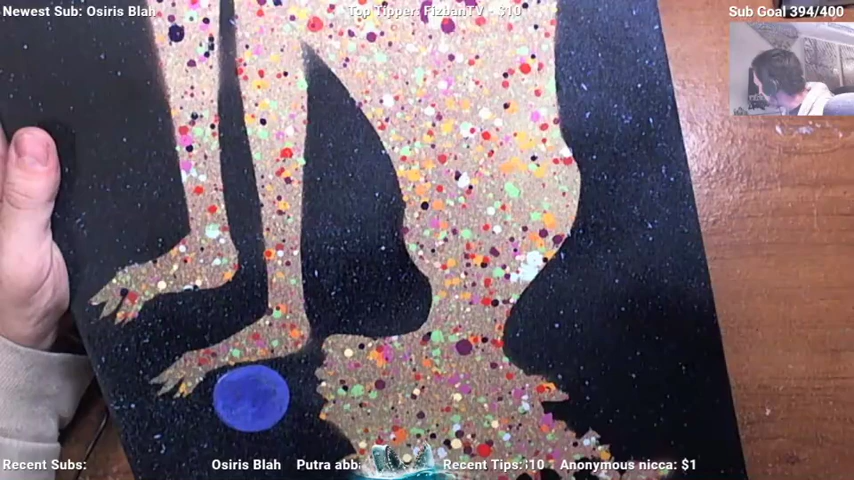 Newest Sub: Osiris Blah
Top Tipper: FizbanTV - $10
Sub Goal 394/400
Recent Subs: Osiris Blah Putra abb
Recent Tips: $10 Anonymous nicca: $1